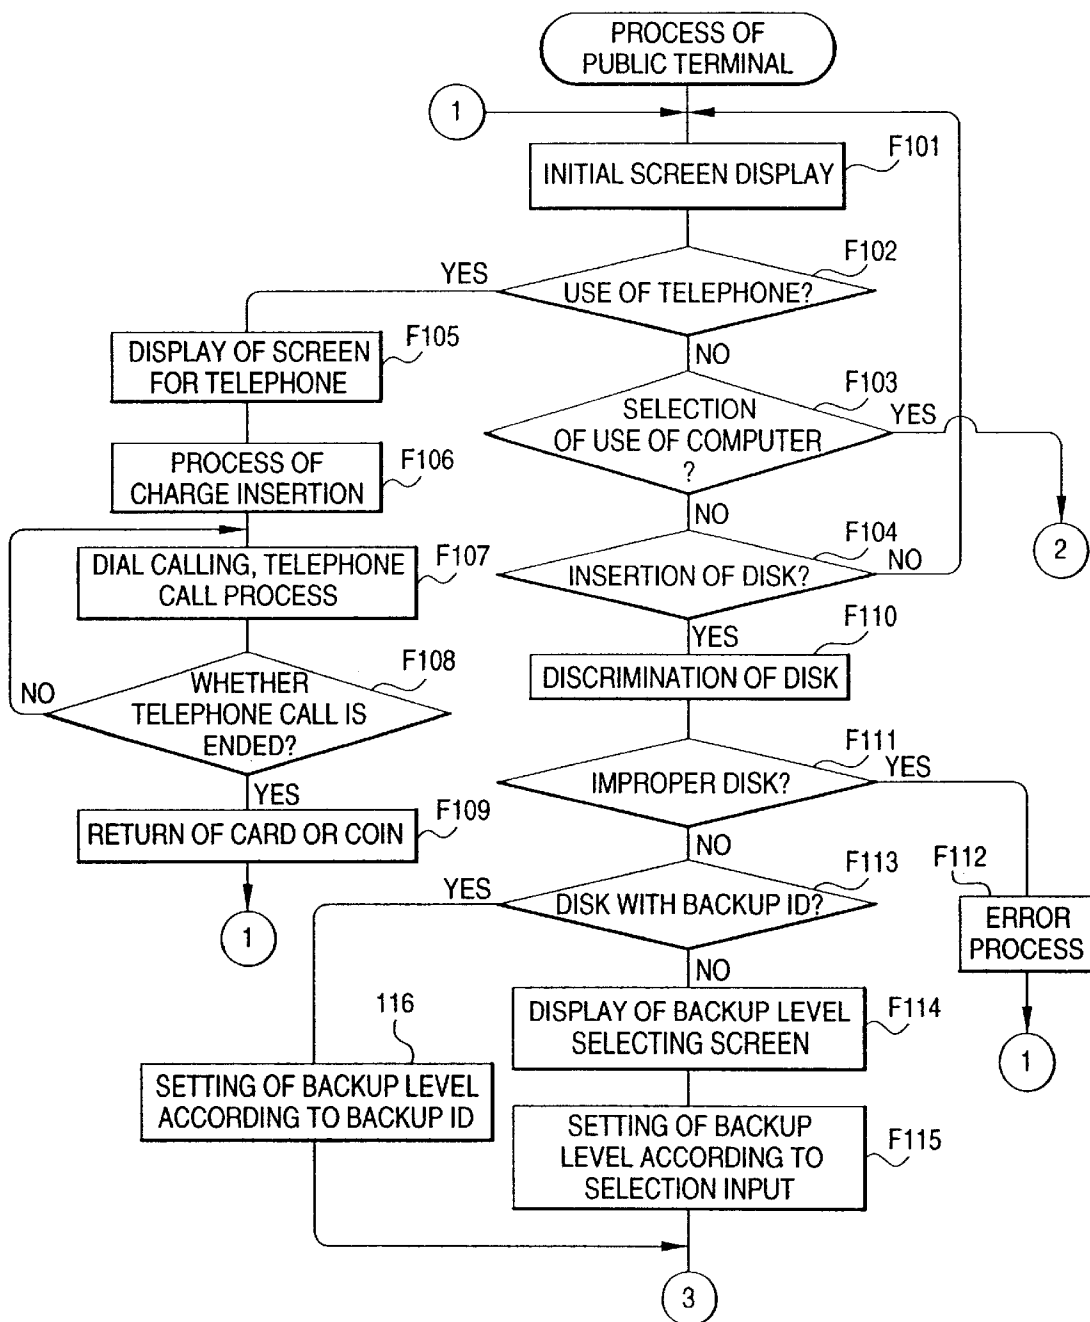 PROCESS OF
PUBLIC TERMINAL
1
F101
INITIAL SCREEN DISPLAY
F102
YES
USE OF TELEPHONE?
NO
F105
DISPLAY OF SCREEN
FOR TELEPHONE
F103
SELECTION
OF USE OF COMPUTER
?
YES
NO
2
F106
PROCESS OF
CHARGE INSERTION
F104
INSERTION OF DISK?
NO
YES
F107
DIAL CALLING, TELEPHONE
CALL PROCESS
F110
DISCRIMINATION OF DISK
F108
NO
WHETHER
TELEPHONE CALL IS
ENDED?
YES
F111
IMPROPER DISK?
YES
NO
F109
RETURN OF CARD OR COIN
1
F113
YES
DISK WITH BACKUP ID?
NO
F112
ERROR
PROCESS
1
F114
DISPLAY OF BACKUP LEVEL
SELECTING SCREEN
116
SETTING OF BACKUP LEVEL
ACCORDING TO BACKUP ID
F115
SETTING OF BACKUP
LEVEL ACCORDING TO
SELECTION INPUT
3